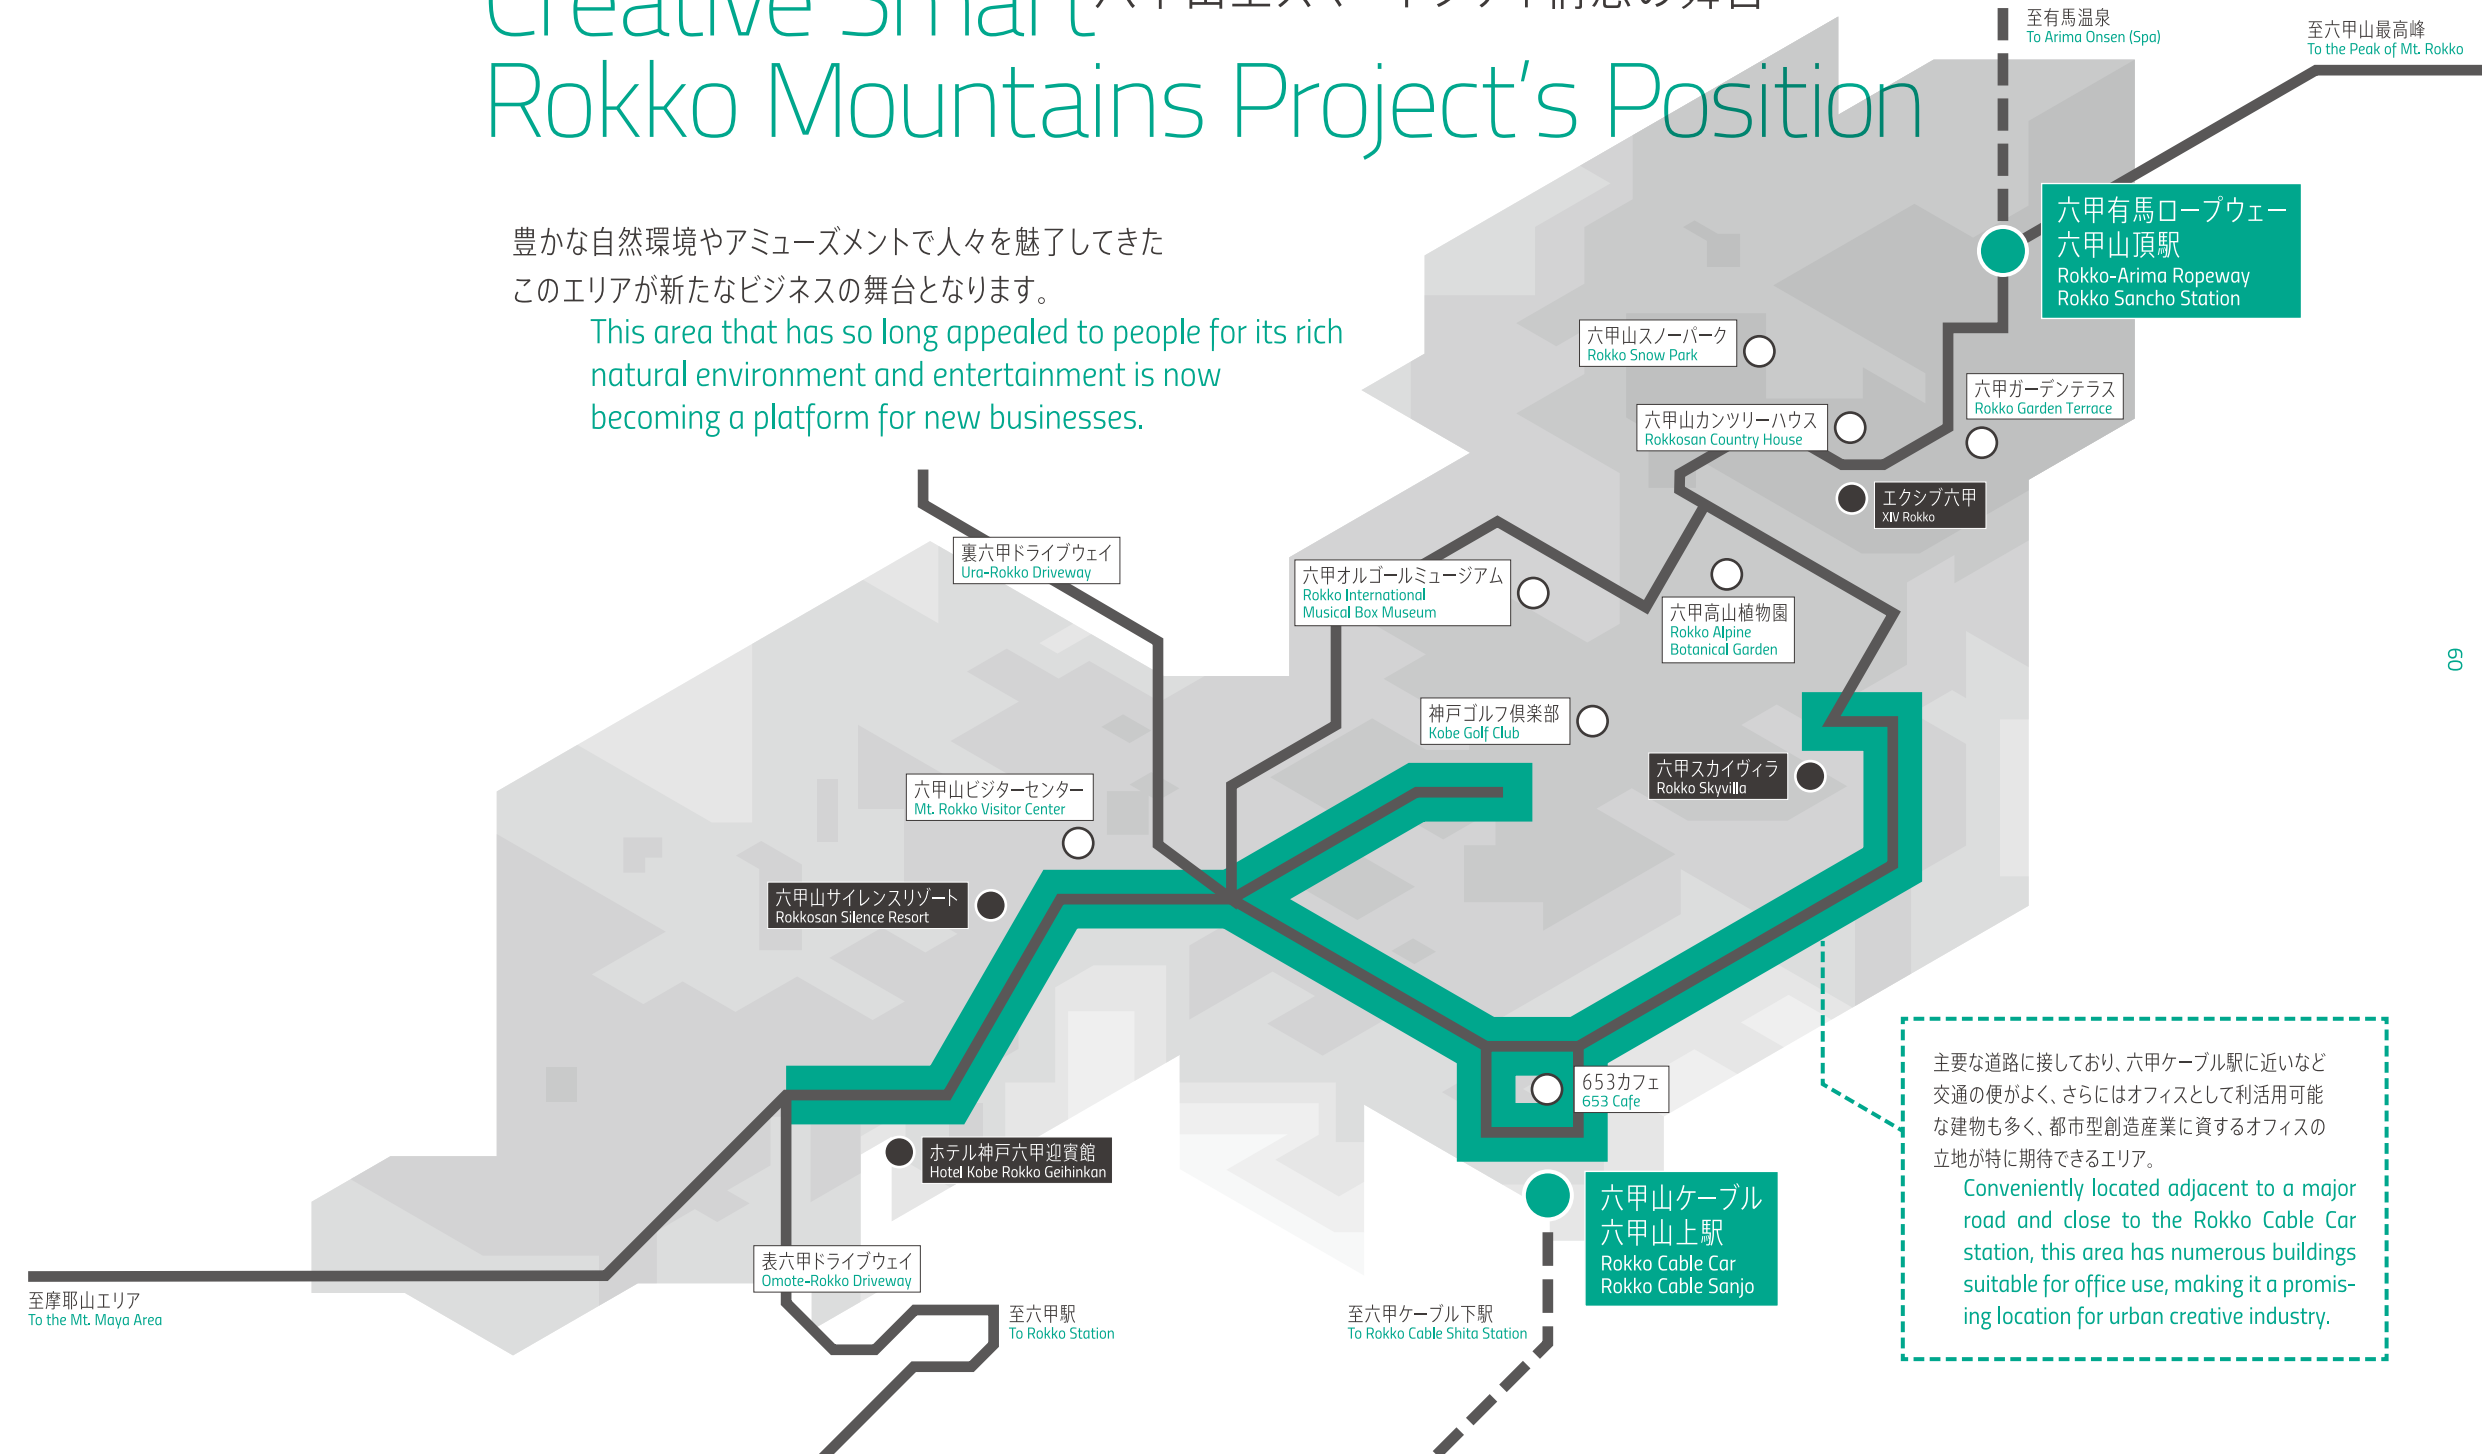 Creative Smart
Rokko Mountains Project's Position
豊かな自然環境やアミューズメントで人々を魅了してきた
このエリアが新たなビジネスの舞台となります。
This area that has so long appealed to people for its rich
natural environment and entertainment is now
becoming a platform for new businesses.
至有馬温泉
To Arima Onsen (Spa)
至六甲山最高峰
To the Peak of Mt. Rokko
六甲有馬ロープウェー
六甲山頂駅
Rokko-Arima Ropeway
Rokko Sancho Station
六甲山スノーパーク
Rokko Snow Park
六甲ガーデンテラス
Rokko Garden Terrace
六甲山カンツリーハウス
Rokkosan Country House
エクシブ六甲
XIV Rokko
裏六甲ドライブウェイ
Ura-Rokko Driveway
六甲オルゴールミュージアム
Rokko International
Musical Box Museum
六甲高山植物園
Rokko Alpine
Botanical Garden
60
神戸ゴルフ倶楽部
Kobe Golf Club
六甲スカイヴィラ
Rokko Skyvilla
六甲山ビジターセンター
Mt. Rokko Visitor Center
六甲山サイレンスリゾート
Rokkosan Silence Resort
653カフェ
653 Cafe
主要な道路に接しており、六甲ケーブル駅に近いなど
交通の便がよく、さらにはオフィスとして利活用可能
な建物も多く、都市型創造産業に資するオフィスの
立地が特に期待できるエリア。
Conveniently located adjacent to a major
road and close to the Rokko Cable Car
station, this area has numerous buildings
suitable for office use, making it a promis-
ing location for urban creative industry.
ホテル神戸六甲迎賓館
Hotel Kobe Rokko Geihinkan
六甲山ケーブル
六甲山上駅
Rokko Cable Car
Rokko Cable Sanjo
表六甲ドライブウェイ
Omote-Rokko Driveway
至摩耶山エリア
To the Mt. Maya Area
至六甲駅
To Rokko Station
至六甲ケーブル下駅
To Rokko Cable Shita Station